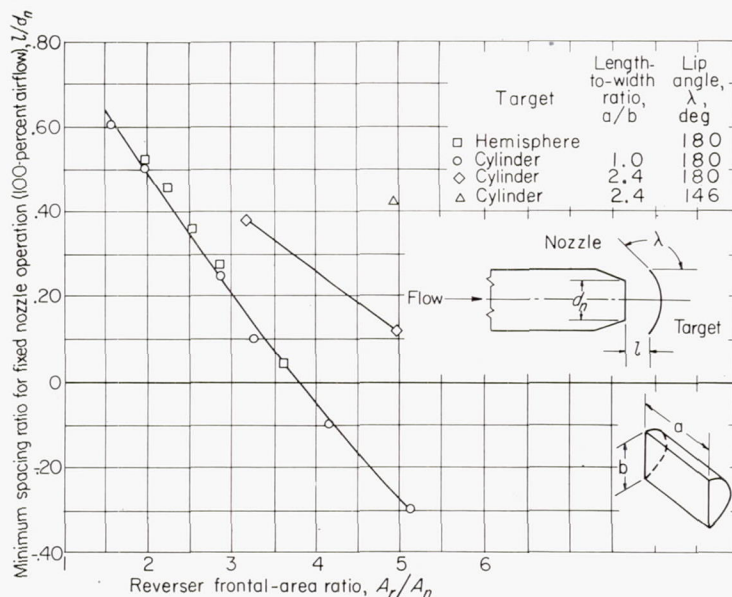 Minimum spacing ratio for fixed nozzle operation (100-percent airflow), l/dn
.80
.60
.40
.20
0
-.20
-.40
2
3
4
5
6
Reverser frontal-area ratio, Ar/An
Target
Length-to-width ratio, a/b
Lip angle, λ, deg
□ Hemisphere 180
○ Cylinder 1.0 180
◇ Cylinder 2.4 180
△ Cylinder 2.4 146
Nozzle
λ
Flow
dn
Target
l
a
b